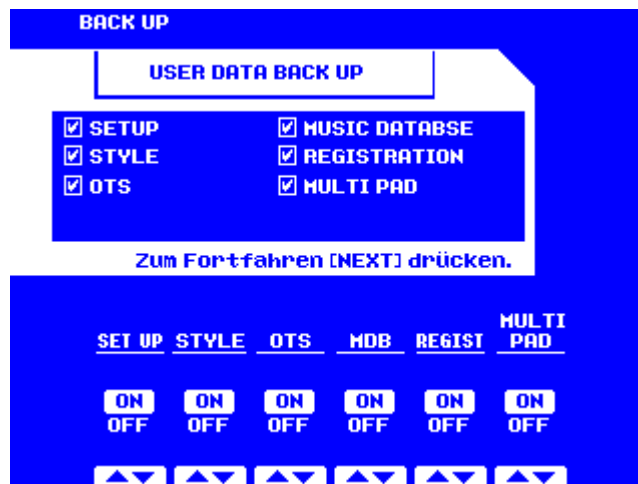 BACK UP
USER DATA BACK UP
SETUP MUSIC DATABSE
STYLE REGISTRATION
OTS MULTI PAD
Zum Fortfahren [NEXT] drücken.
SET UP STYLE OTS MDB REGIST MULTI PAD
ON ON ON ON ON ON
OFF OFF OFF OFF OFF OFF